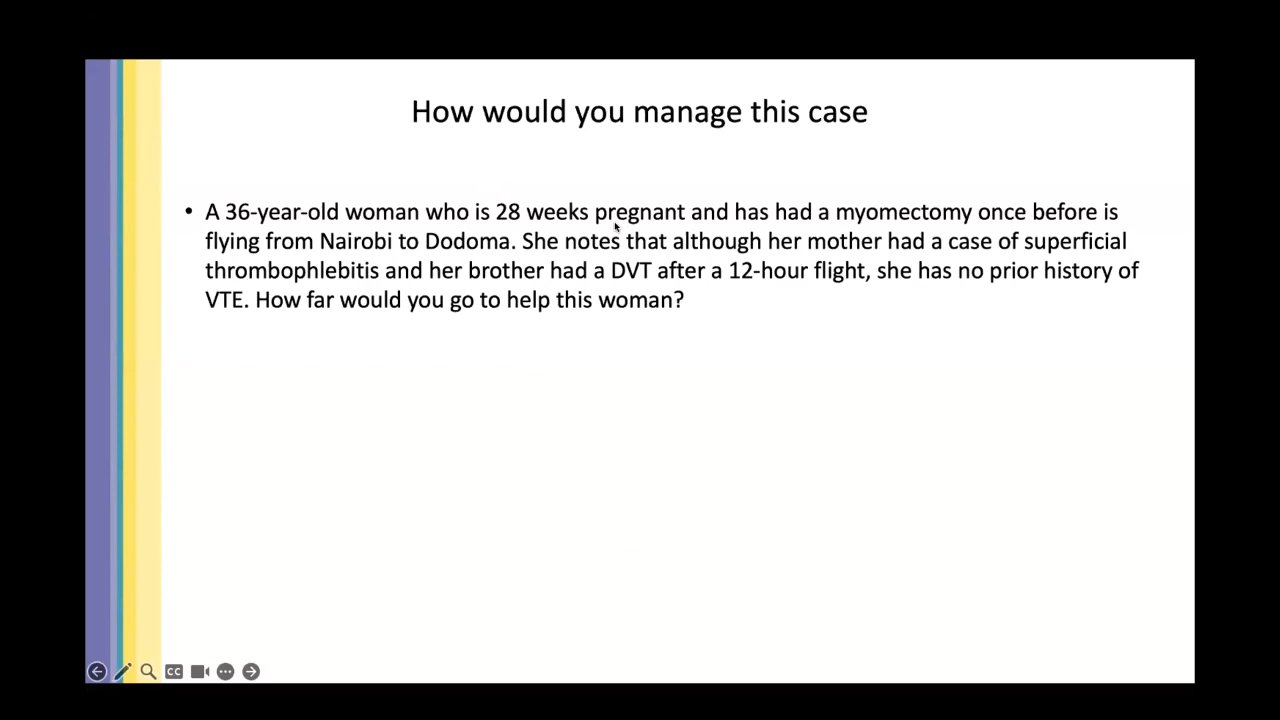 How would you manage this case
• A 36-year-old woman who is 28 weeks pregnant and has had a myomectomy once before is
flying from Nairobi to Dodoma. She notes that although her mother had a case of superficial
thrombophlebitis and her brother had a DVT after a 12-hour flight, she has no prior history of
VTE. How far would you go to help this woman?
CC